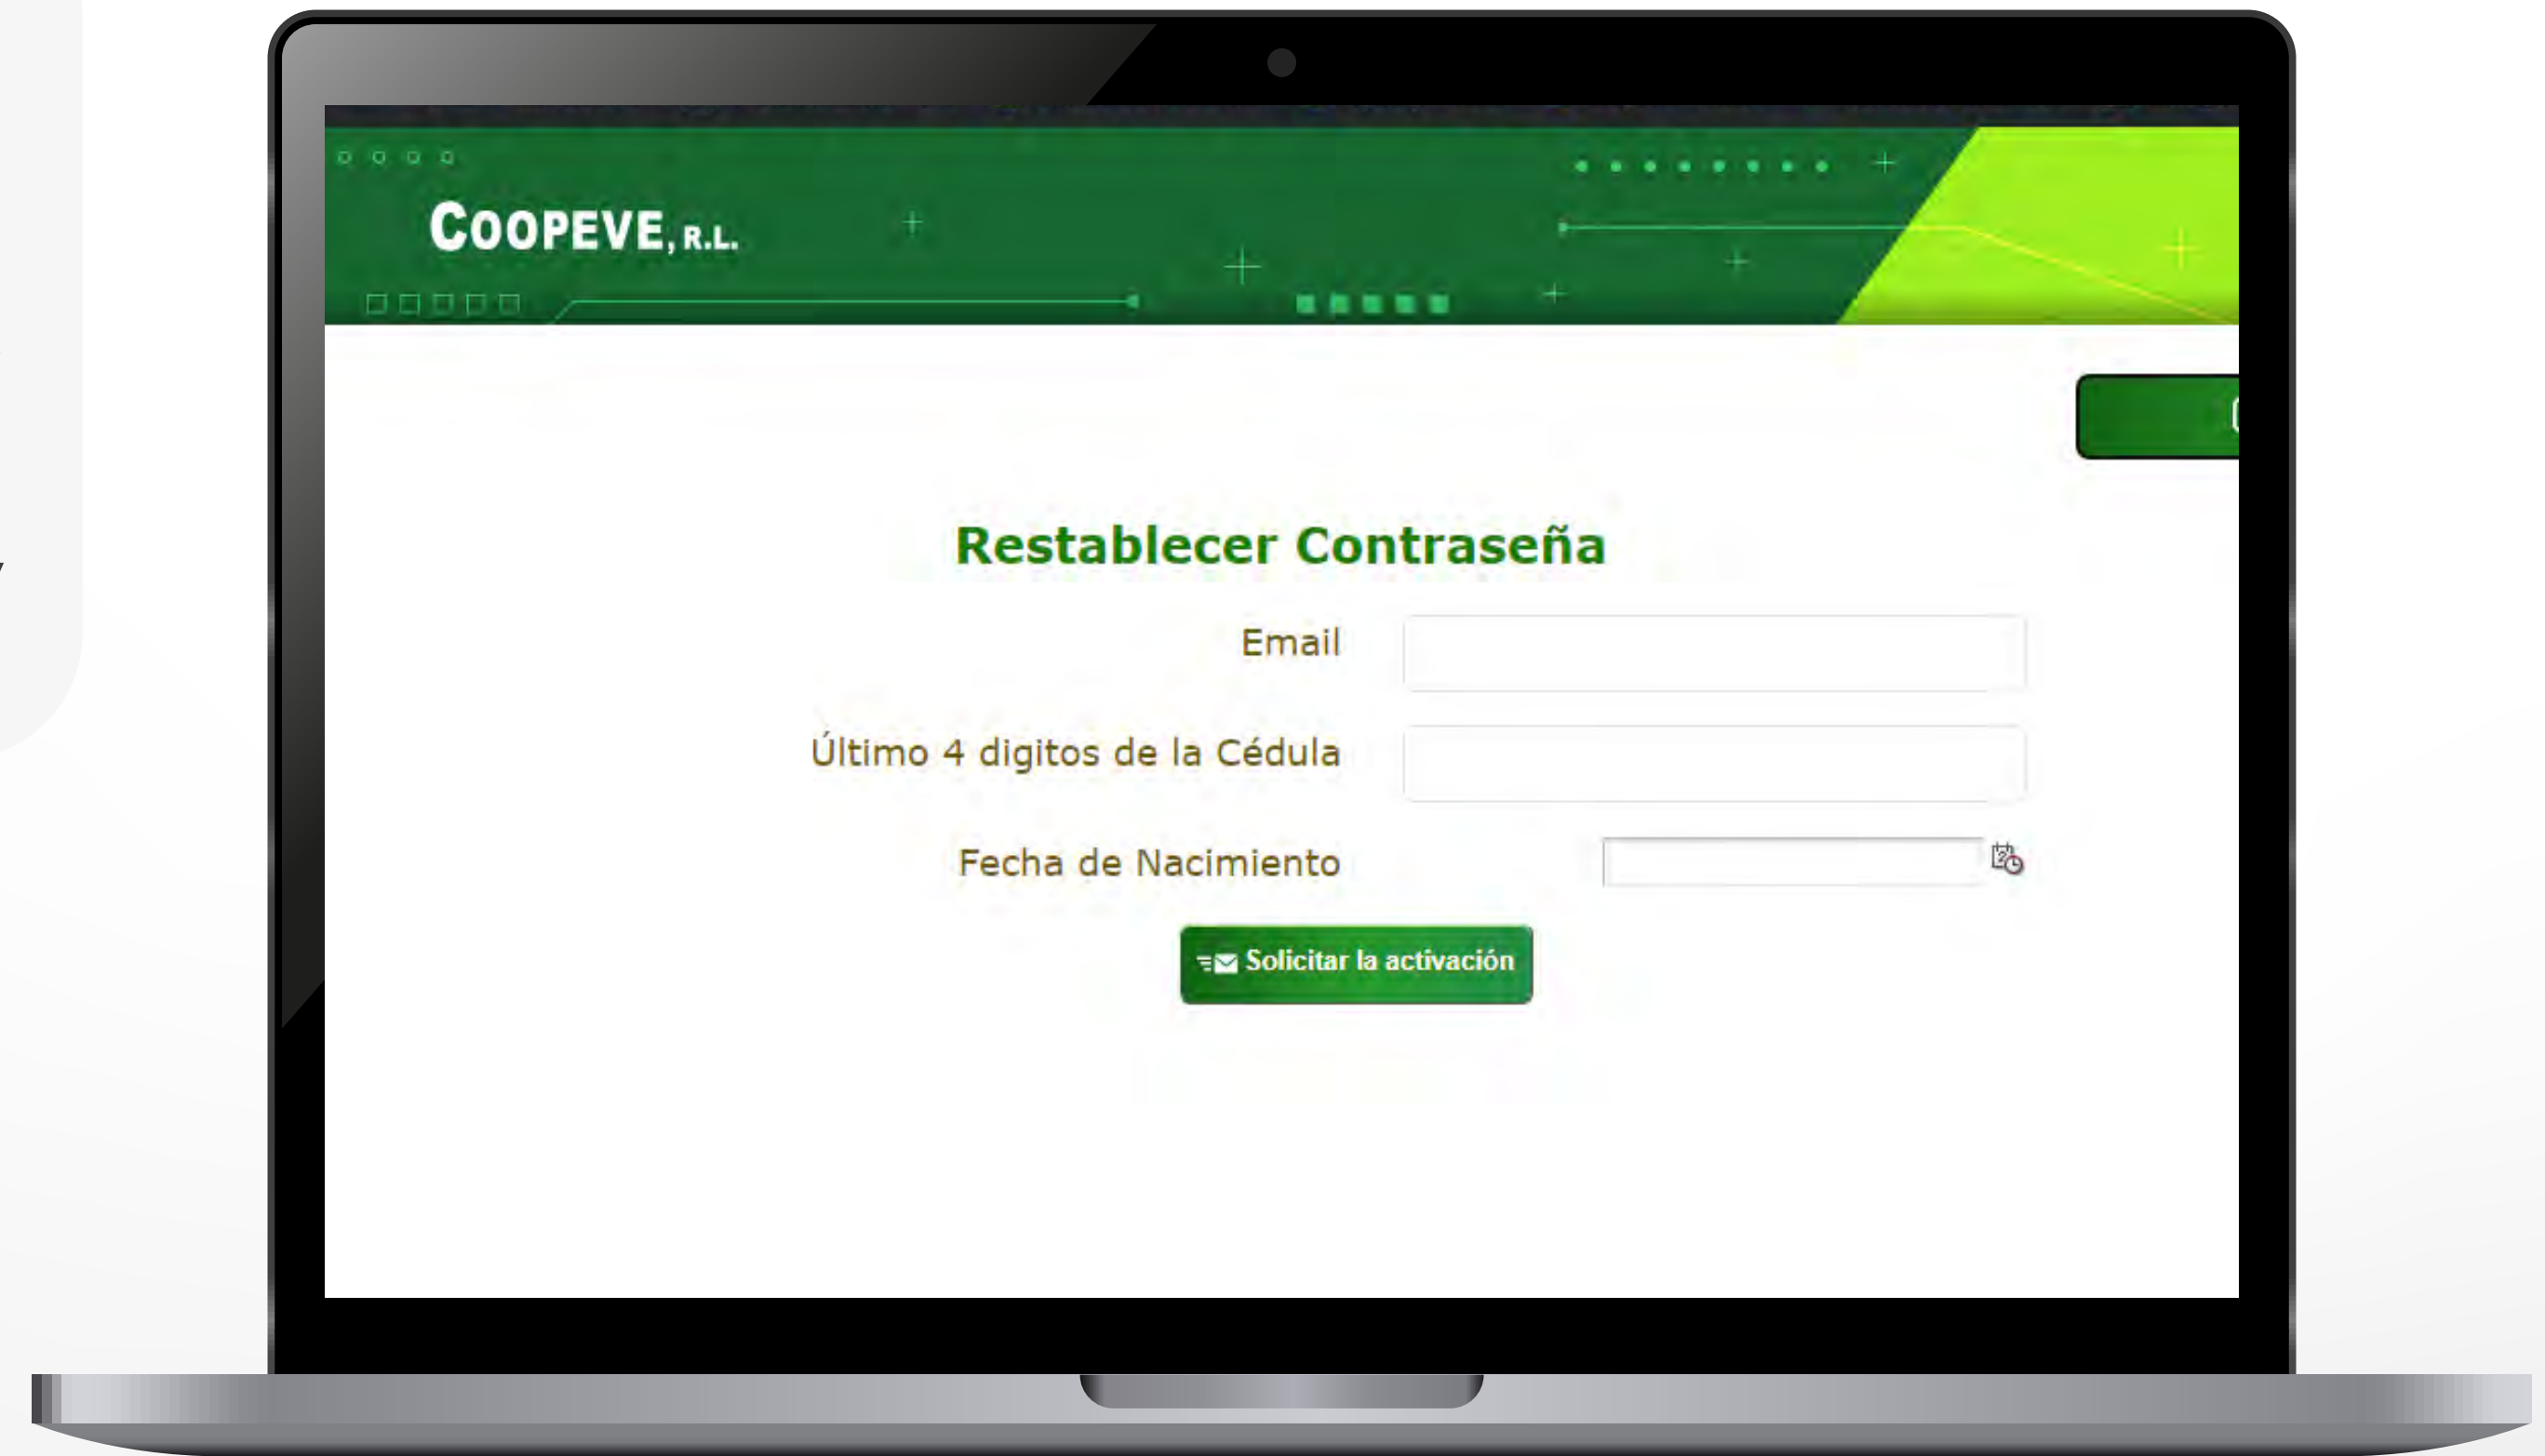 COOPEVE, R.L.
Restablecer Contraseña
Email
Último 4 digitos de la Cédula
Fecha de Nacimiento
Solicitar la activación